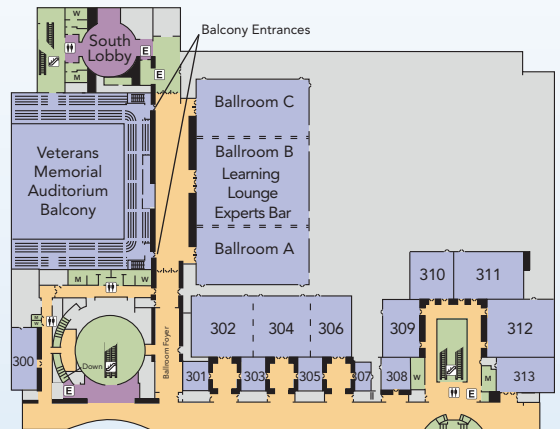 W
South
Lobby
E
E
M
E
Balcony Entrances
Ballroom C
Ballroom B
Learning
Lounge
Experts Bar
Ballroom A
Veterans
Memorial
Auditorium
Balcony
M
W
M
W
Ballroom Foyer
Down
E
300
301
302
303
304
305
306
307
308
309
310
311
312
313
W
M
E